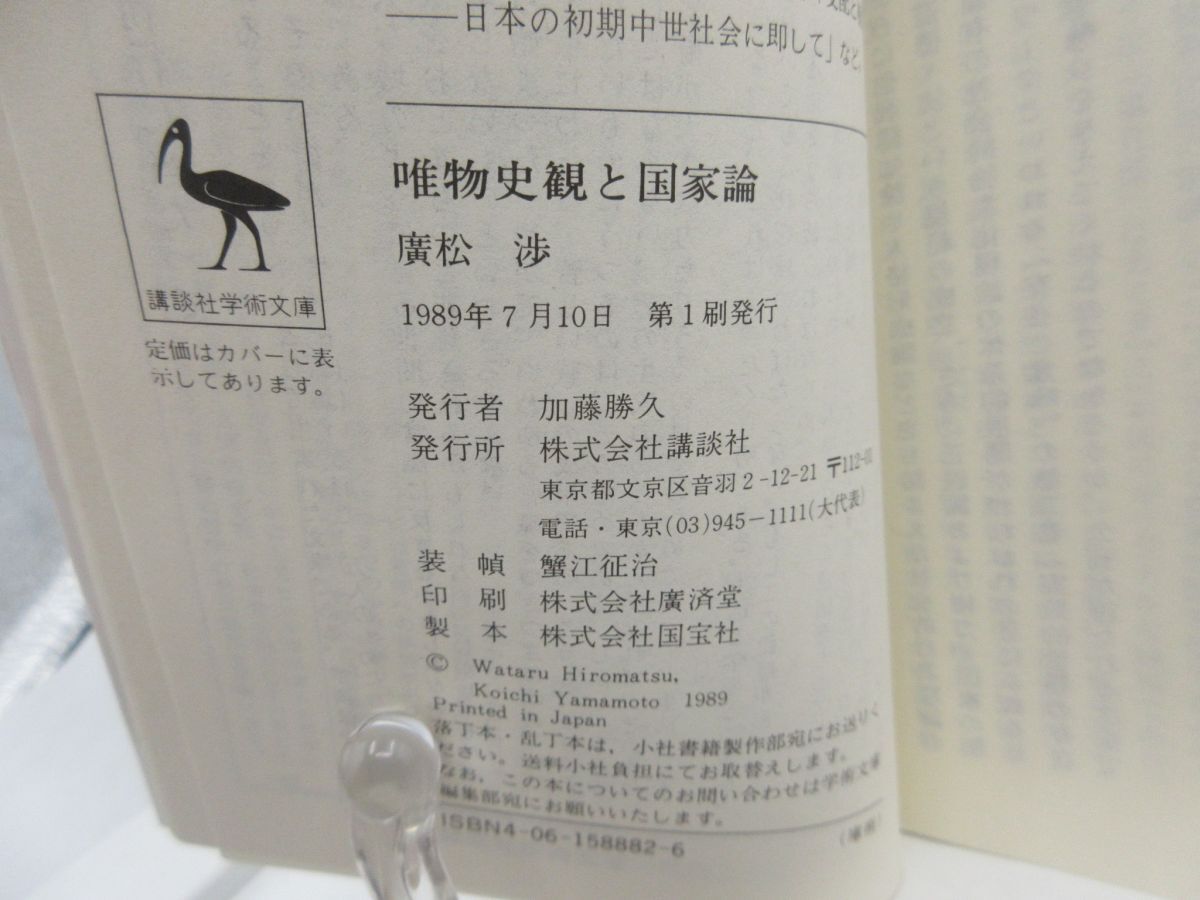 ——日本の初期中世社会に即して」など。
講談社学術文庫
定価はカバーに表
示してあります。
唯物史観と国家論
廣松 渉
1989年7月10日 第1刷発行
発行者 加藤勝久
発行所 株式会社講談社
東京都文京区音羽2-12-21 〒112-01
電話・東京(03)945-1111(大代表)
装 幀 蟹江征治
印 刷 株式会社廣済堂
製 本 株式会社国宝社
© Wataru Hiromatsu,
Koichi Yamamoto 1989
Printed in Japan
落丁本・乱丁本は，小社書籍製作部宛にお送りく
ださい。送料小社負担にてお取替えします。
なお，この本についてのお問い合わせは学術文庫
編集部宛にお願いいたします。
ISBN4-06-158882-6
(庫術)